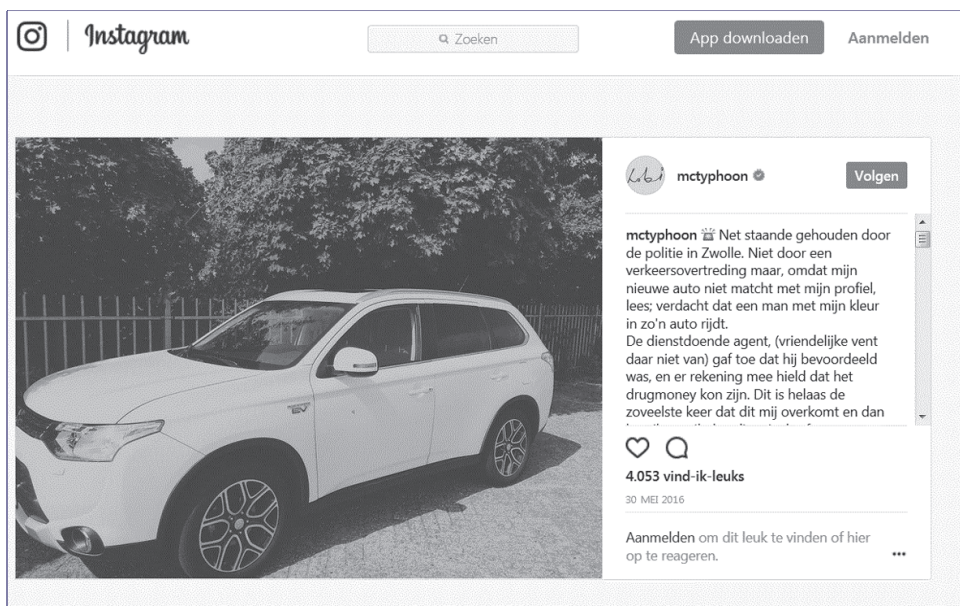 Instagram
Zoeken
App downloaden
Aanmelden
mctyphoon
Volgen
mctyphoon Net staande gehouden door
de politie in Zwolle. Niet door een
verkeersovertreding maar, omdat mijn
nieuwe auto niet matcht met mijn profiel,
lees; verdacht dat een man met mijn kleur
in zo'n auto rijdt.
De dienstdoende agent, (vriendelijke vent
daar niet van) gaf toe dat hij bevoordeeld
was, en er rekening mee hield dat het
drugmoney kon zijn. Dit is helaas de
zoveelste keer dat dit mij overkomt en dan
4.053 vind-ik-leuks
30 MEI 2016
Aanmelden om dit leuk te vinden of hier
op te reageren.